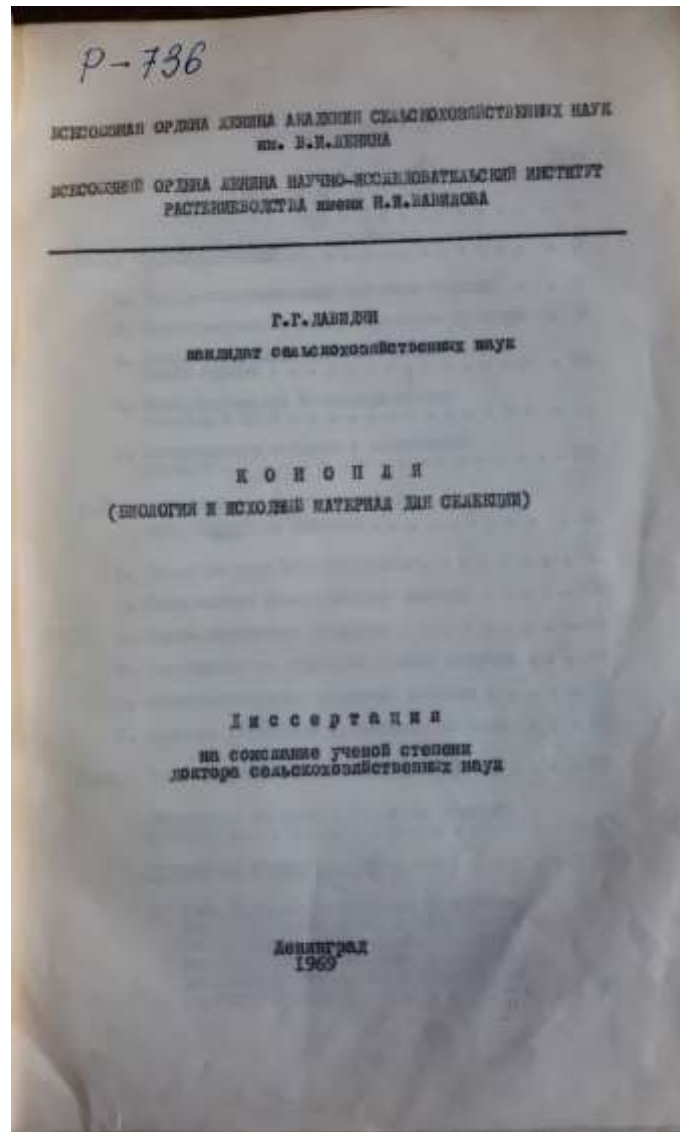 Р-736
ВСЕСОЮЗНАЯ ОРДЕНА ЛЕНИНА АКАДЕМИЯ СЕЛЬСКОХОЗЯЙСТВЕННЫХ НАУК
им. В.И.ЛЕНИНА
ВСЕСОЮЗНЫЙ ОРДЕНА ЛЕНИНА НАУЧНО-ИССЛЕДОВАТЕЛЬСКИЙ ИНСТИТУТ
РАСТЕНИЕВОДСТВА имени Н.И.ВАВИЛОВА
Г.Г.ДАВИДЯН
кандидат сельскохозяйственных наук
К О Н О П Л Я
(БИОЛОГИЯ И ИСХОДНЫЙ МАТЕРИАЛ ДЛЯ СЕЛЕКЦИИ)
Д и с с е р т а ц и я
на соискание ученой степени
доктора сельскохозяйственных наук
Ленинград
1969